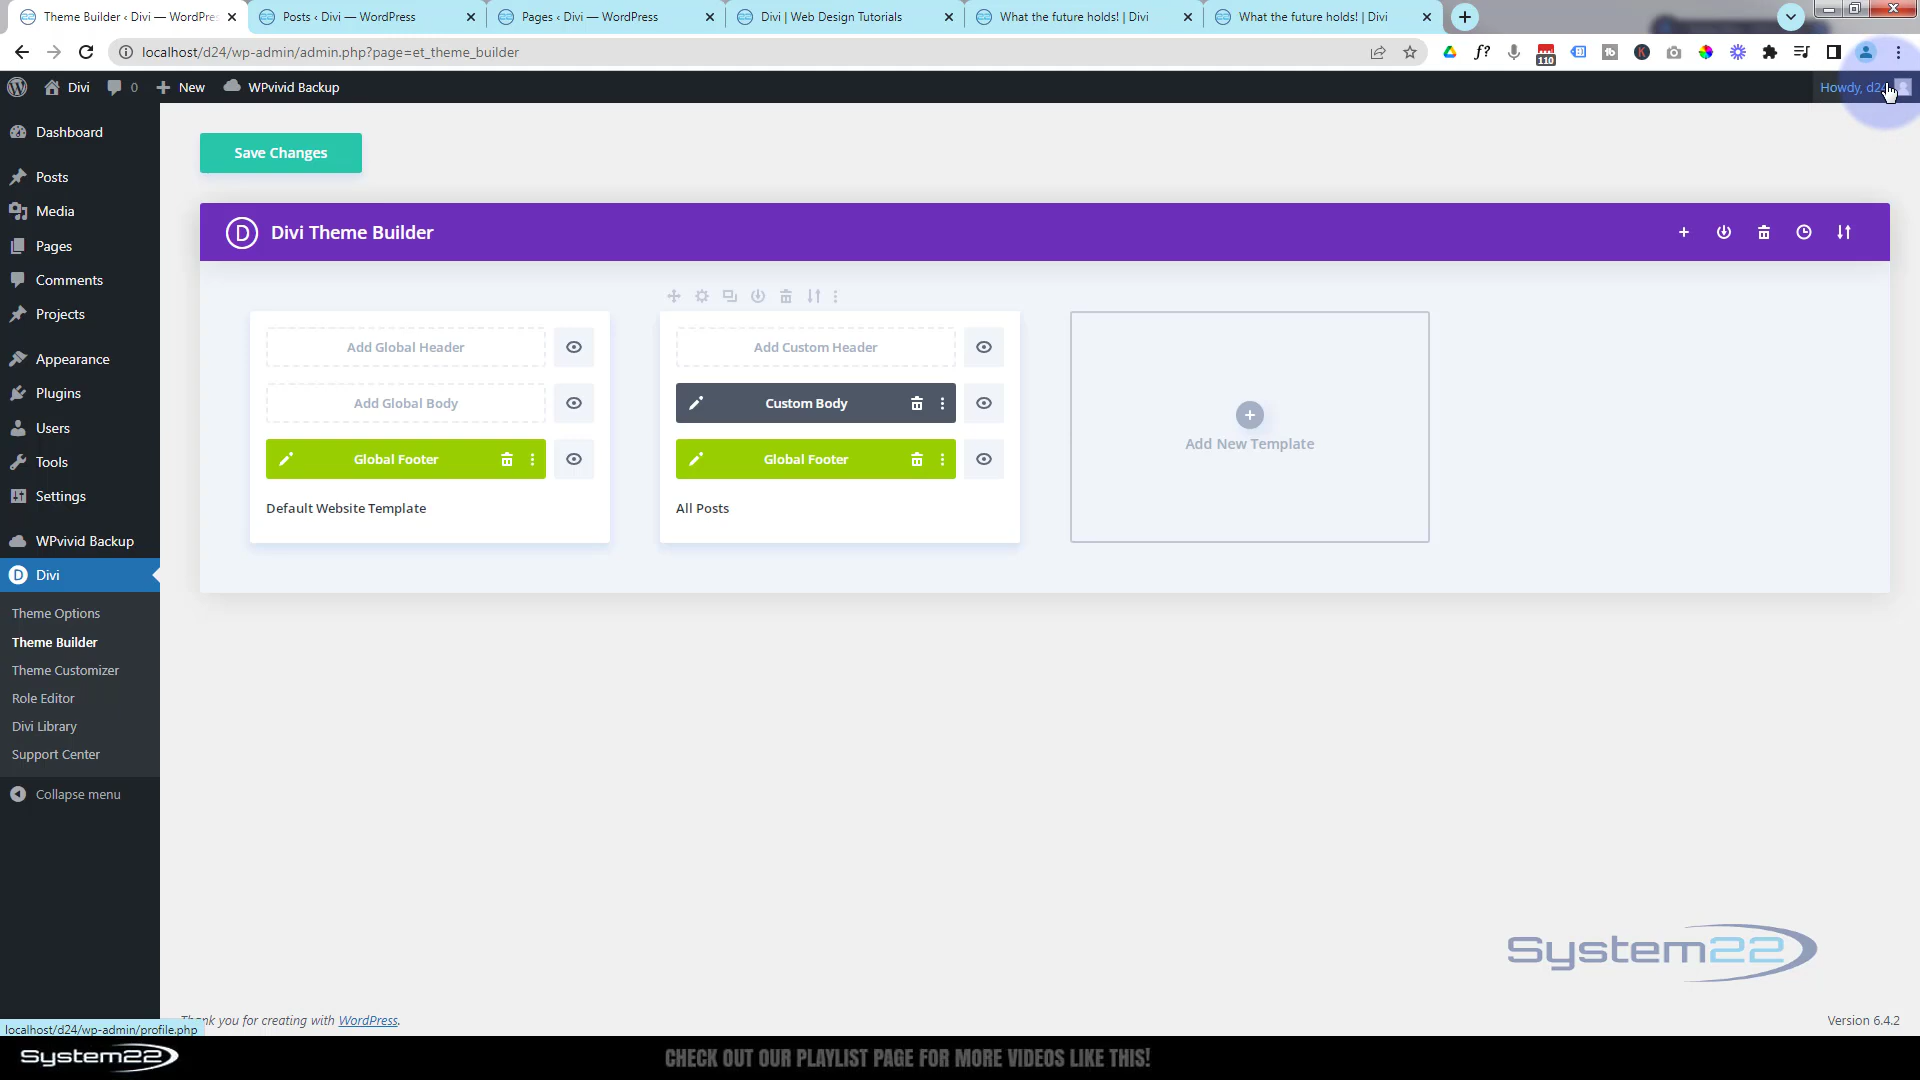 Theme Builder ‹ Divi — WordPres
Posts ‹ Divi — WordPress
Pages ‹ Divi — WordPress
Divi | Web Design Tutorials
What the future holds! | Divi
What the future holds! | Divi
localhost/d24/wp-admin/admin.php?page=et_theme_builder
f?
110
Divi
0
New
WPvivid Backup
Howdy, d24
Dashboard
Posts
Media
Pages
Comments
Projects
Appearance
Plugins
Users
Tools
Settings
WPvivid Backup
Divi
Theme Options
Theme Builder
Theme Customizer
Role Editor
Divi Library
Support Center
Collapse menu
Save Changes
D Divi Theme Builder
Add Global Header
Add Global Body
Global Footer
Default Website Template
Add Custom Header
Custom Body
Global Footer
All Posts
Add New Template
System22
Thank you for creating with WordPress.
Version 6.4.2
localhost/d24/wp-admin/profile.php
System22
CHECK OUT OUR PLAYLIST PAGE FOR MORE VIDEOS LIKE THIS!